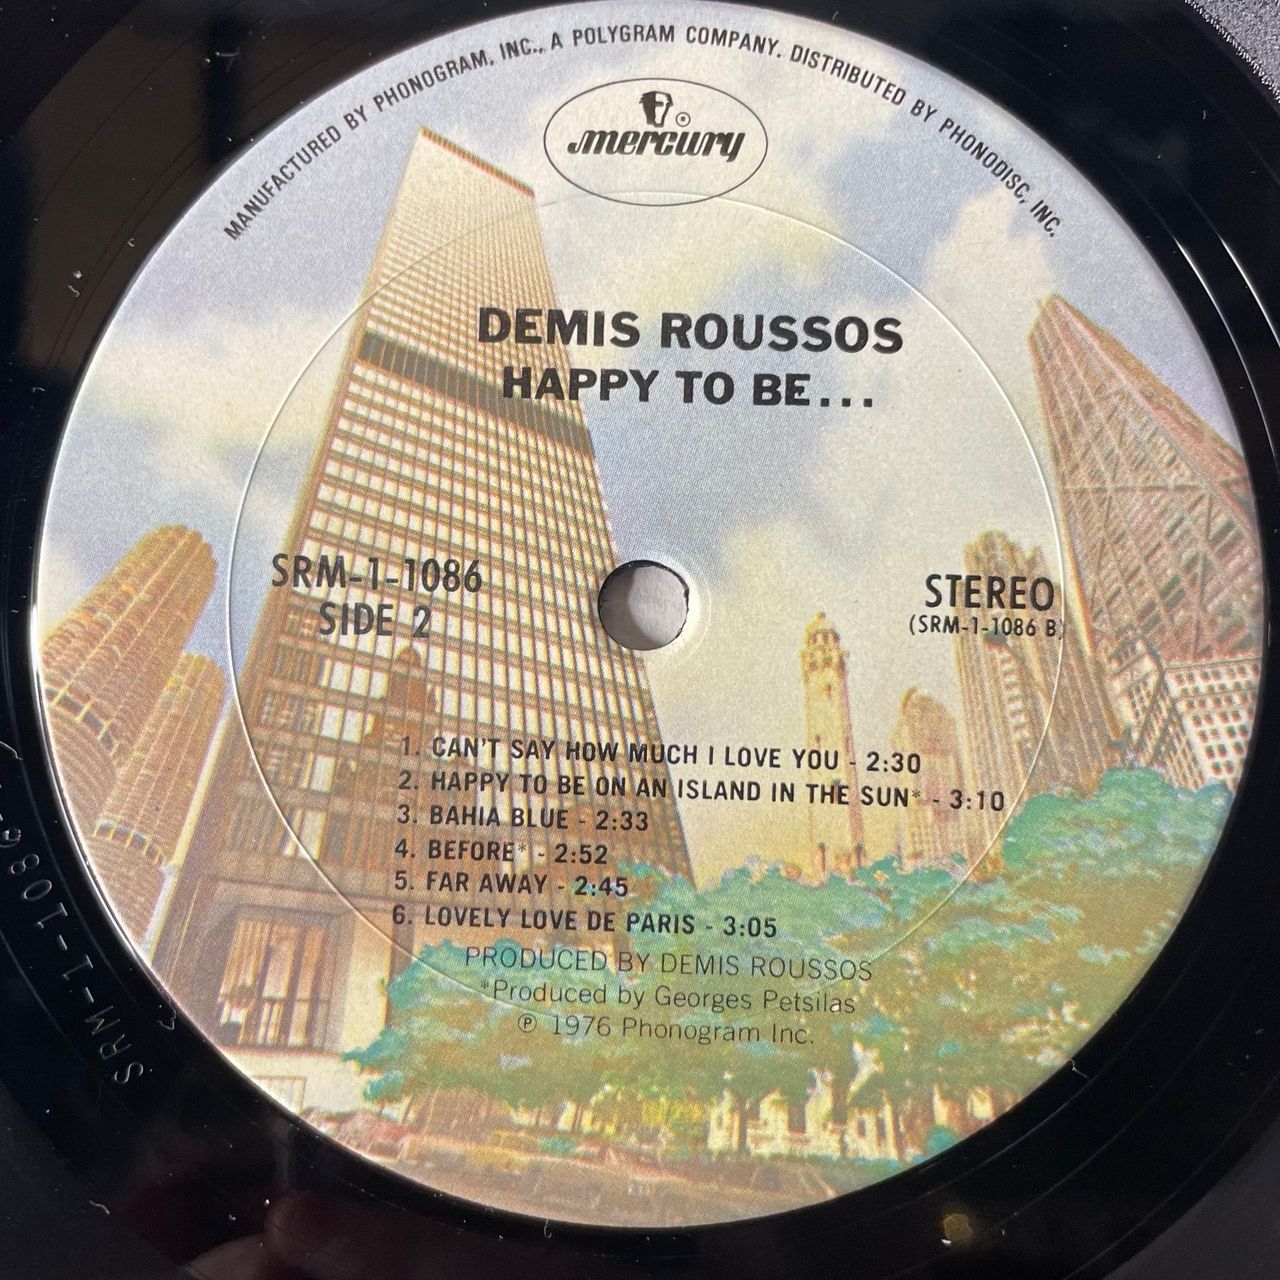 MANUFACTURED BY PHONOGRAM, INC., A POLYGRAM COMPANY. DISTRIBUTED BY PHONODISC, INC.
®
mercury
DEMIS ROUSSOS
HAPPY TO BE...
SRM-1-1086
SIDE 2
STEREO
(SRM-1-1086 B)
1. CAN'T SAY HOW MUCH I LOVE YOU - 2:30
2. HAPPY TO BE ON AN ISLAND IN THE SUN* - 3:10
3. BAHIA BLUE - 2:33
4. BEFORE* - 2:52
5. FAR AWAY - 2:45
6. LOVELY LOVE DE PARIS - 3:05
PRODUCED BY DEMIS ROUSSOS
*Produced by Georges Petsilas
℗ 1976 Phonogram Inc.
SRM-1-1086